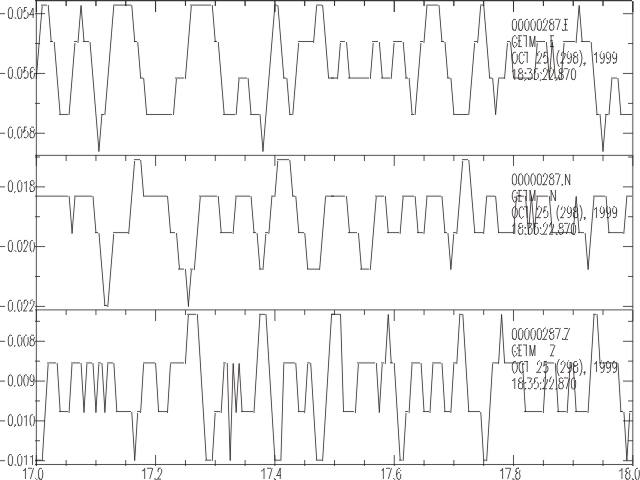 -0.054
-0.056
-0.058
00000287.E
GETM E
OCT 25 (298), 1999
18:35:22.870
-0.018
-0.020
-0.022
00000287.N
GETM N
OCT 25 (298), 1999
18:35:22.870
-0.008
-0.009
-0.010
-0.011
00000287.Z
GETM Z
OCT 25 (298), 1999
18:35:22.870
17.0 17.2 17.4 17.6 17.8 18.0